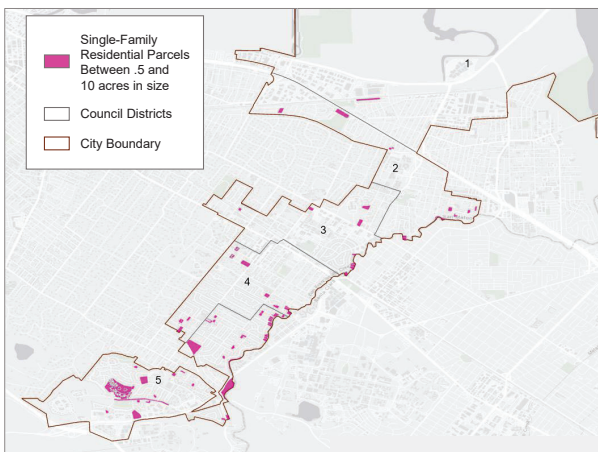 Single-Family
Residential Parcels
Between .5 and
10 acres in size
Council Districts
City Boundary
1
2
3
4
5